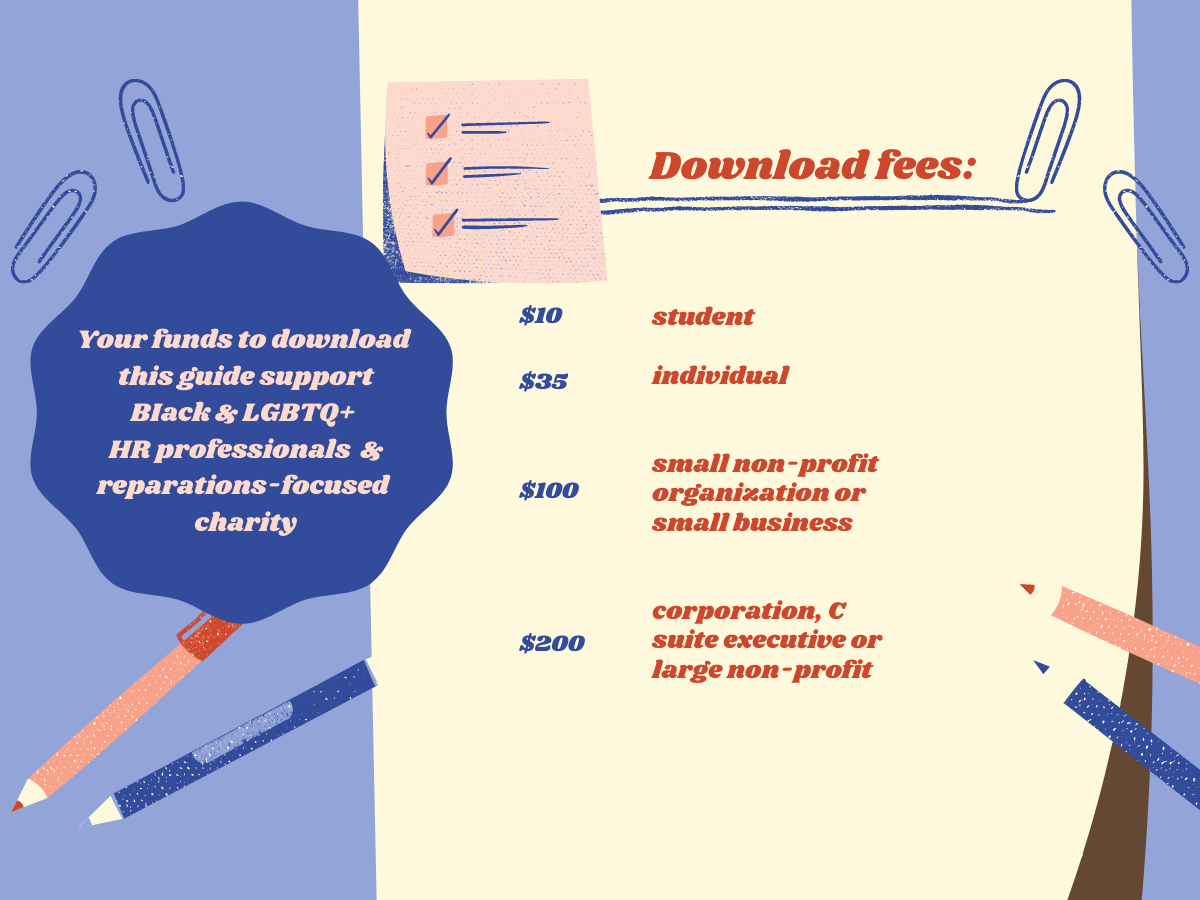 Download fees:
Your funds to download
this guide support
BIack & LGBTQ+
HR professionals &
reparations-focused
charity
$10 student
$35 individual
$100
small non-profit
organization or
small business
$200
corporation, C
suite executive or
large non-profit